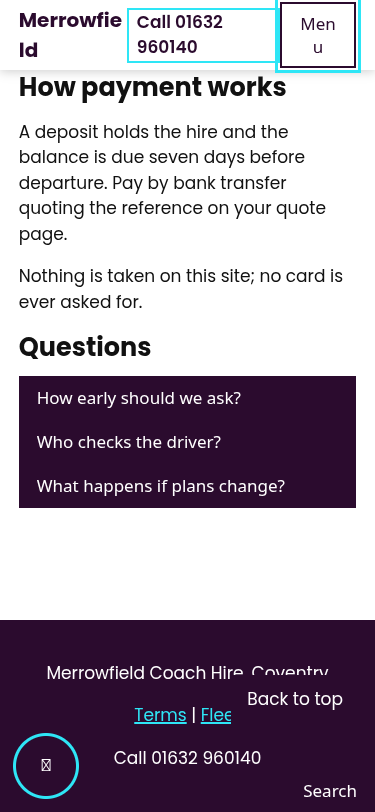 Merrowfie
ld
Call 01632
960140
Men
u
How payment works
A deposit holds the hire and the
balance is due seven days before
departure. Pay by bank transfer
quoting the reference on your quote
page.
Nothing is taken on this site; no card is
ever asked for.
Questions
How early should we ask?
Who checks the driver?
What happens if plans change?
Merrowfield Coach Hire, Coventry
Terms |
Back to top
Call 01632 960140
Search